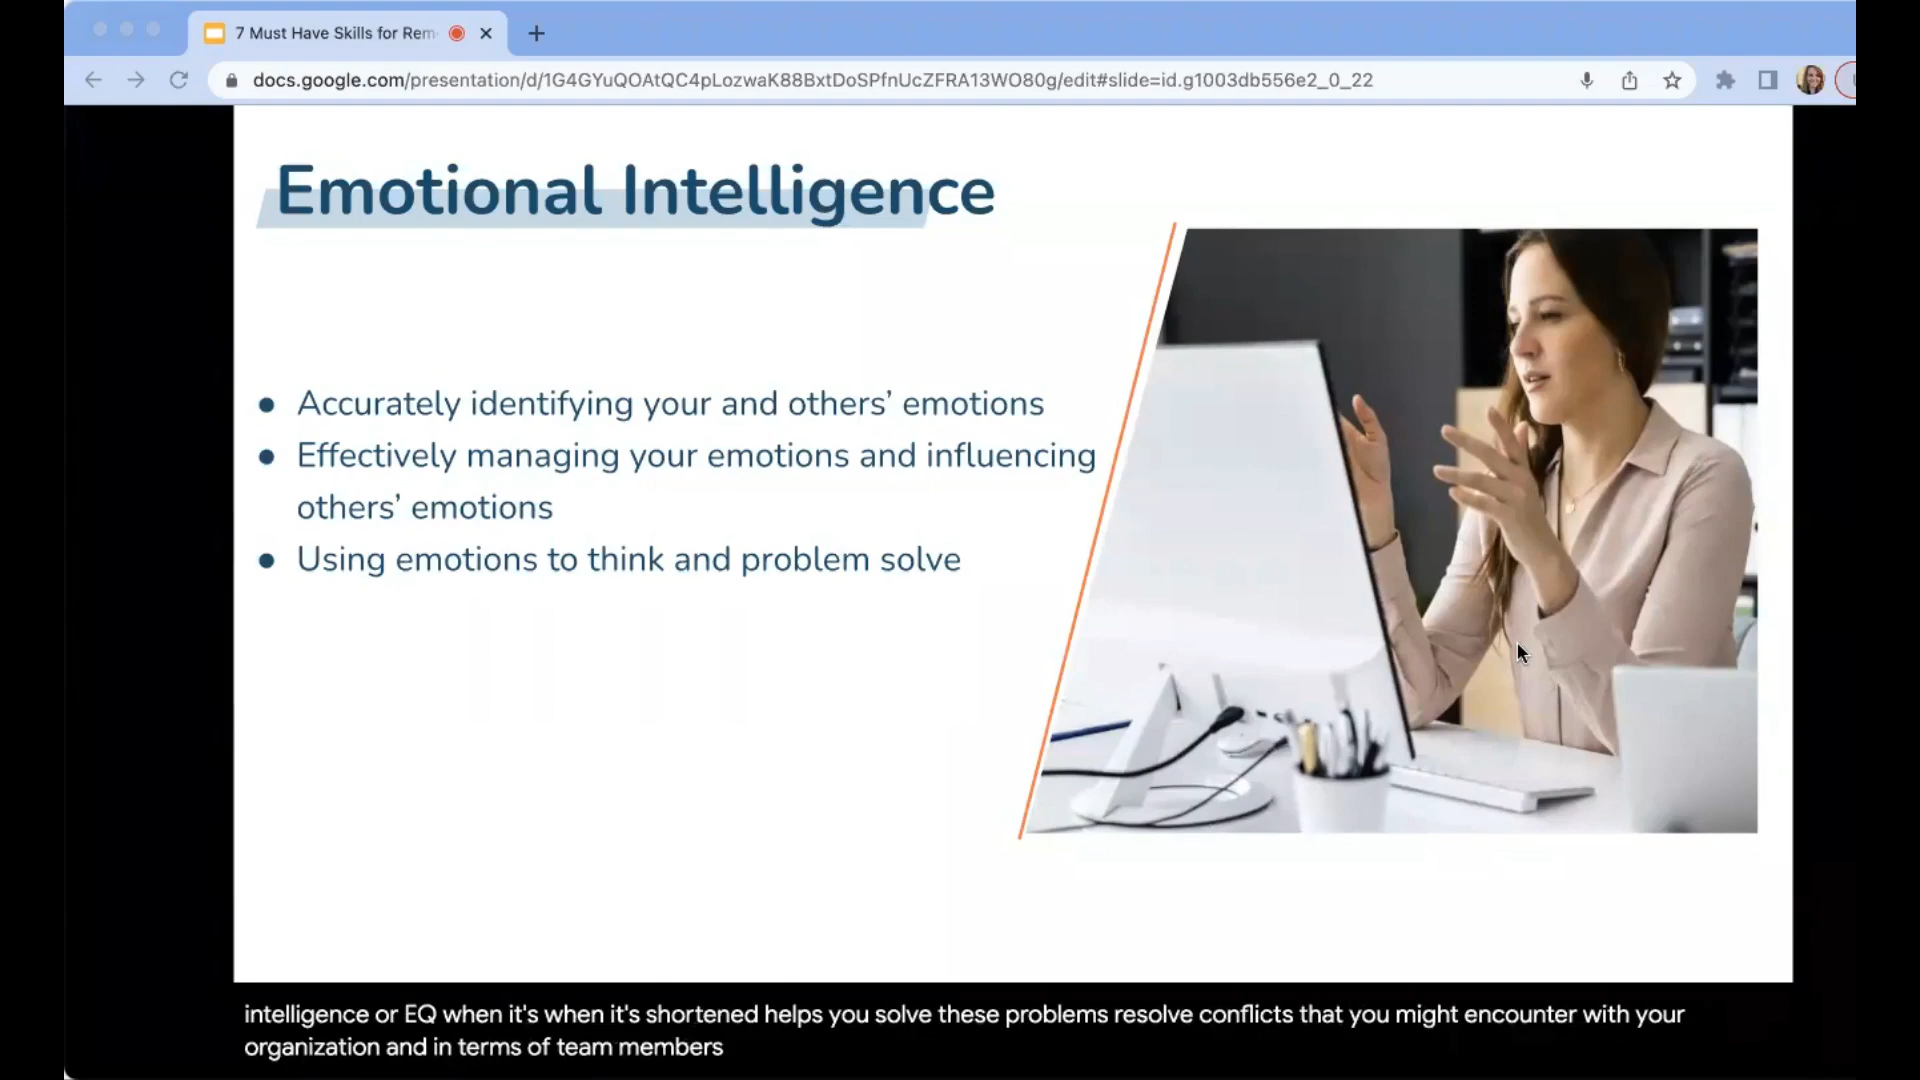 7 Must Have Skills for Rem
docs.google.com/presentation/d/1G4GYuQOAtQC4pLozwaK88BxtDoSPfnUcZFRA13WO80g/edit#slide=id.g1003db556e2_0_22
Emotional Intelligence
● Accurately identifying your and others’ emotions
● Effectively managing your emotions and influencing
others’ emotions
● Using emotions to think and problem solve
intelligence or EQ when it's when it's shortened helps you solve these problems resolve conflicts that you might encounter with your
organization and in terms of team members